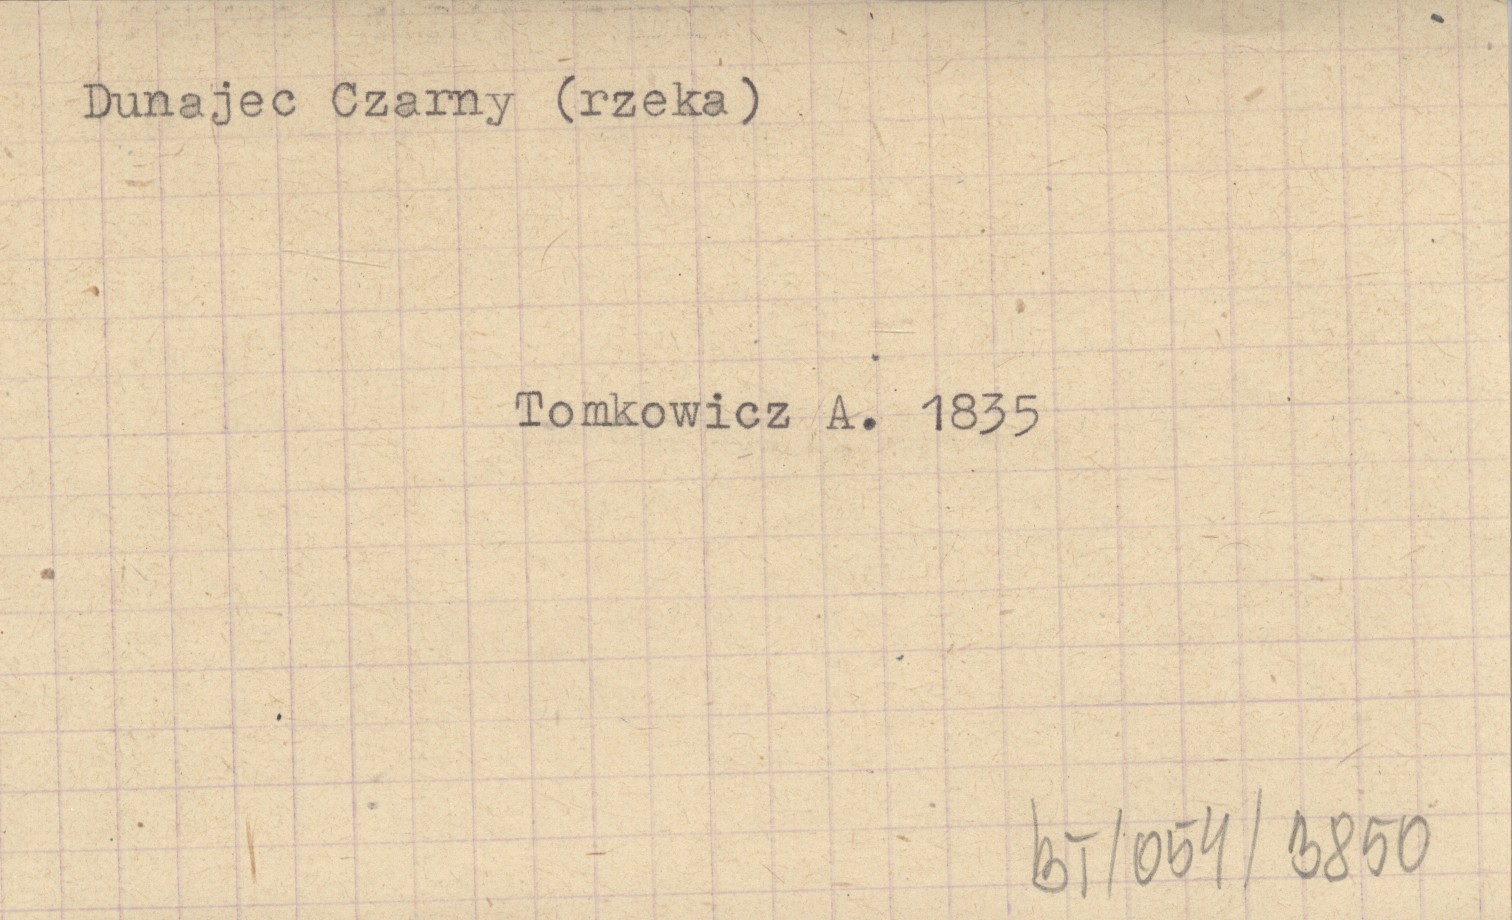 Dunajec Czarny (rzeka)
Tomkowicz A. 1835
BT/054/3850